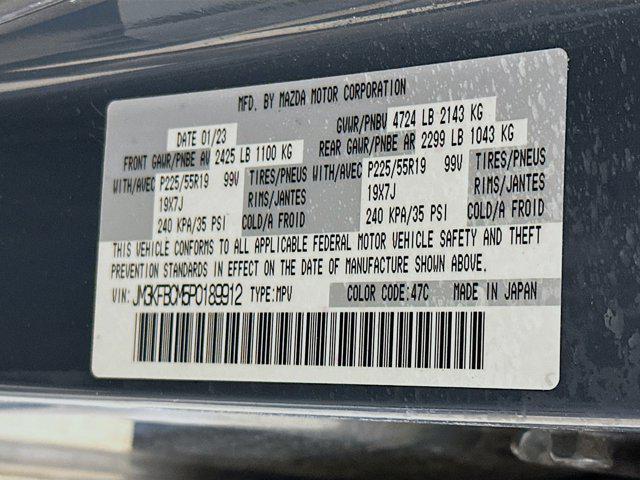 MFD. BY MAZDA MOTOR CORPORATION
DATE 01/23 GVWR/PNBV 4724 LB 2143 KG
FRONT GAWR/PNBE AV 2425 LB 1100 KG REAR GAWR/PNBE AR 2299 LB 1043 KG
WITH/AVEC P225/55R19 99V TIRES/PNEUS WITH/AVEC P225/55R19 99V TIRES/PNEUS
19X7J RIMS/JANTES 19X7J RIMS/JANTES
240 KPA/35 PSI COLD/A FROID 240 KPA/35 PSI COLD/A FROID
THIS VEHICLE CONFORMS TO ALL APPLICABLE FEDERAL MOTOR VEHICLE SAFETY AND THEFT
PREVENTION STANDARDS IN EFFECT ON THE DATE OF MANUFACTURE SHOWN ABOVE.
VIN: JM3KFBCM5P0189912 TYPE:MPV COLOR CODE:47C MADE IN JAPAN